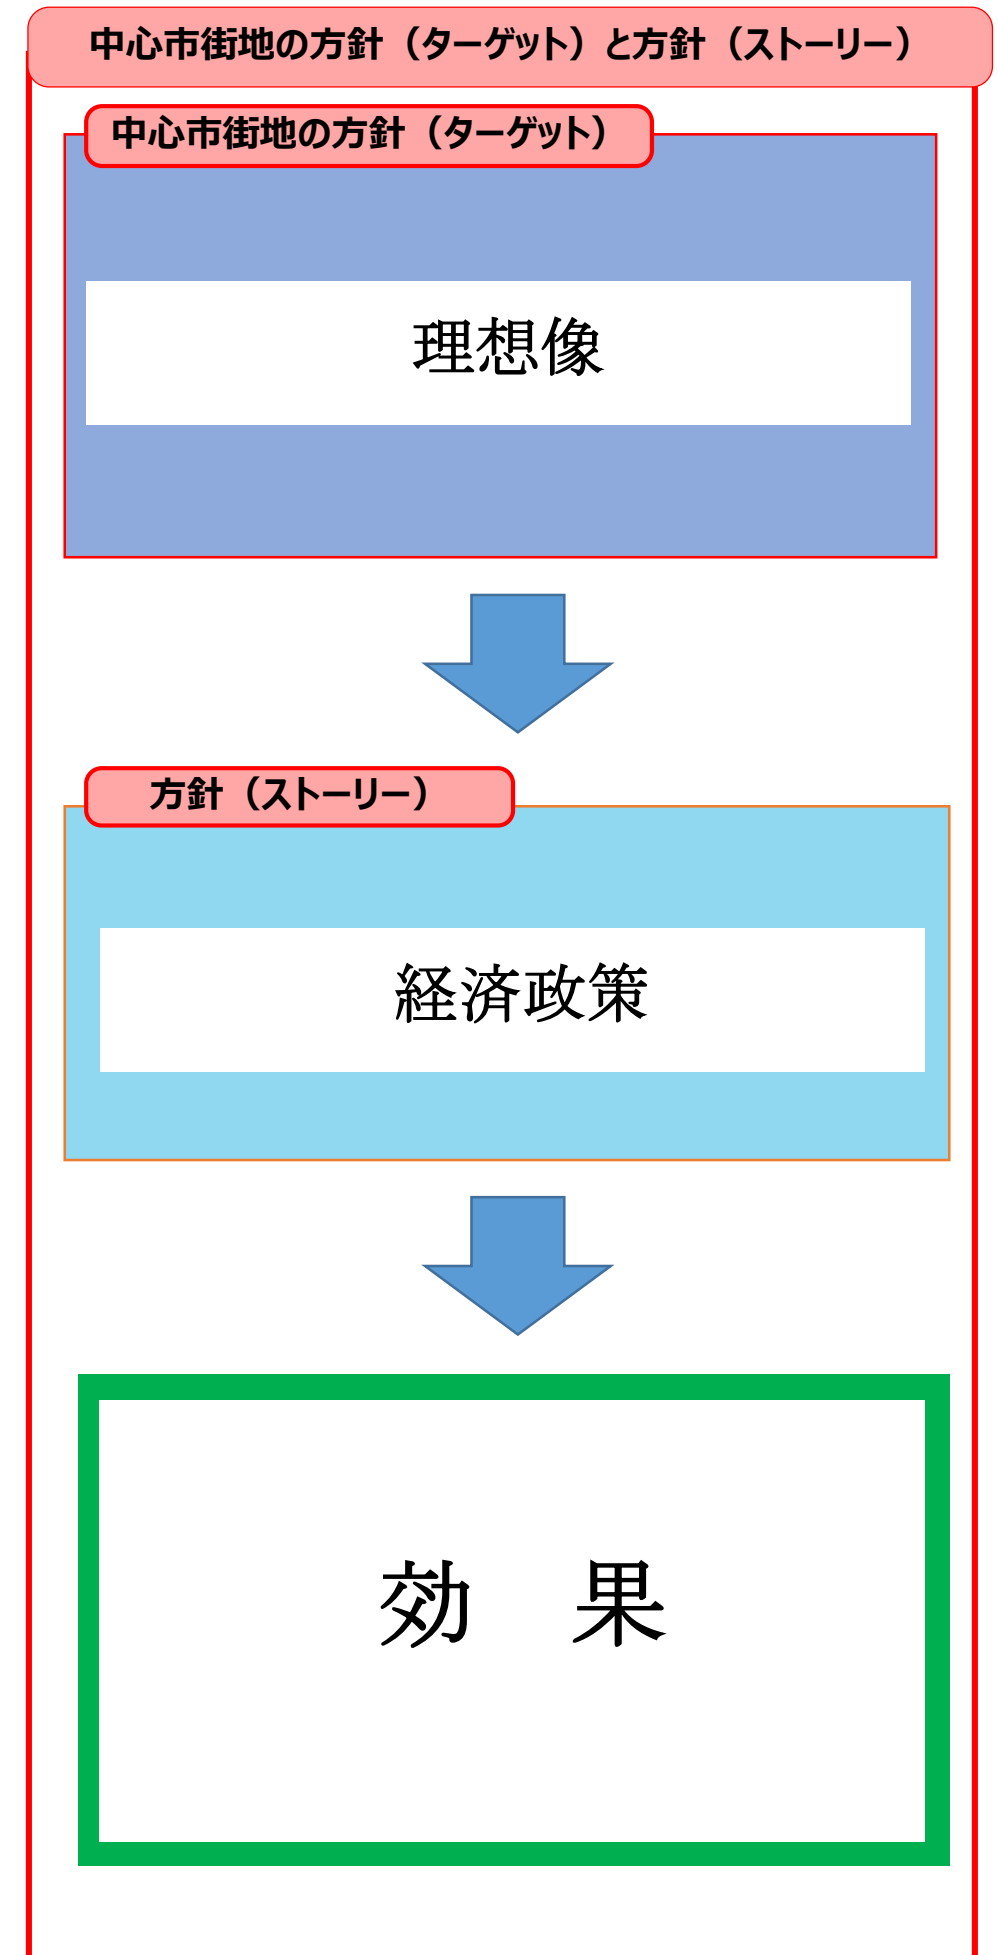 中心市街地の方針（ターゲット）と方針（ストーリー）
中心市街地の方針（ターゲット）
理想像
方針（ストーリー）
経済政策
効　果